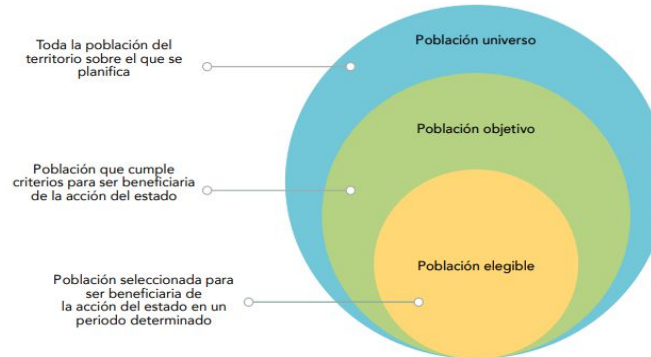 Toda la población del
territorio sobre el que se
planifica
Población universo
Población objetivo
Población que cumple
criterios para ser beneficiaria
de la acción del estado
Población elegible
Población seleccionada para
ser beneficiaria de
la acción del estado en un
periodo determinado